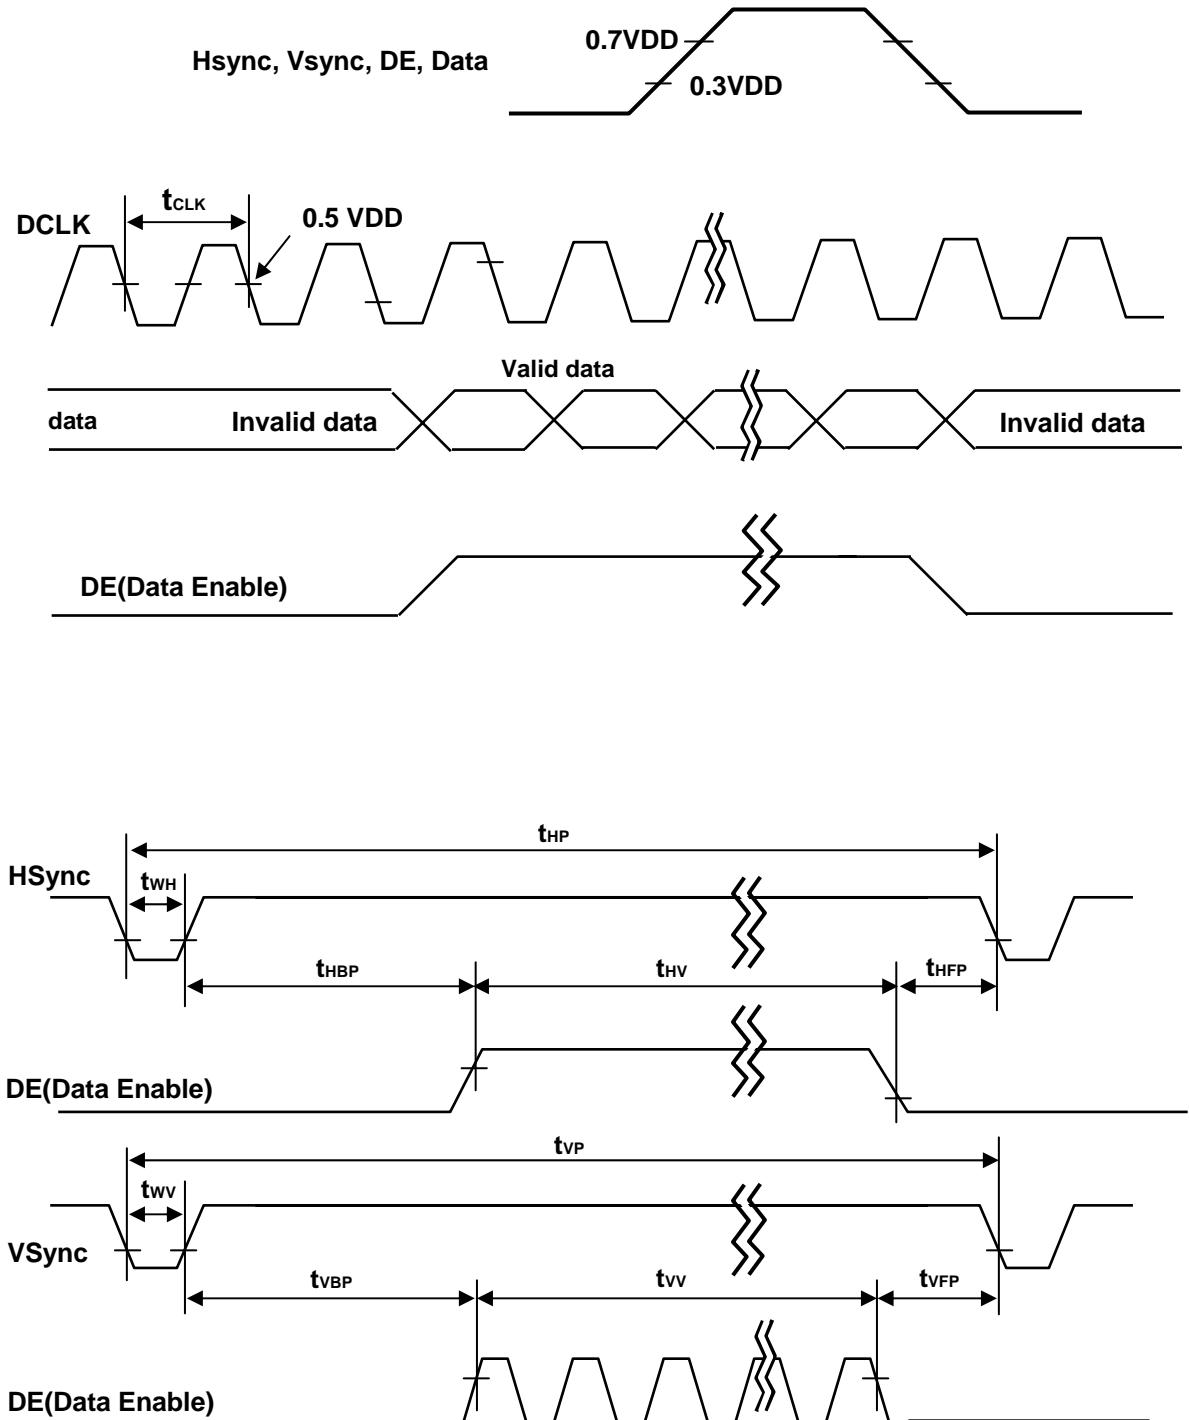 0.7VDD
Hsync, Vsync, DE, Data
0.3VDD
tCLK
DCLK
0.5 VDD
Valid data
data
Invalid data
Invalid data
DE(Data Enable)
tHP
HSync
tWH
tHBP
tHV
tHFP
DE(Data Enable)
tVP
tWV
VSync
tVBP
tVV
tVFP
DE(Data Enable)